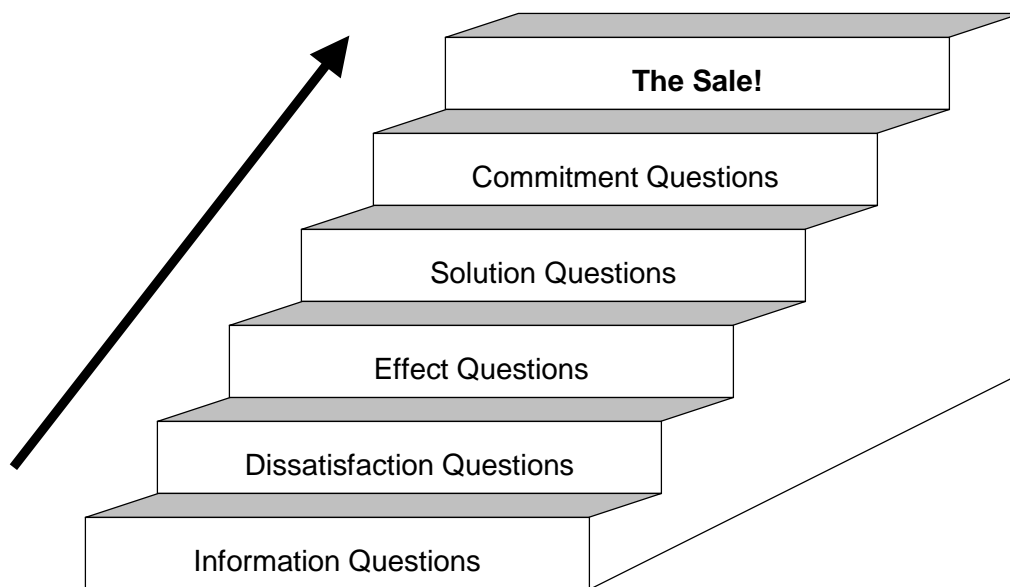 The Sale!
Commitment Questions
Solution Questions
Effect Questions
Dissatisfaction Questions
Information Questions